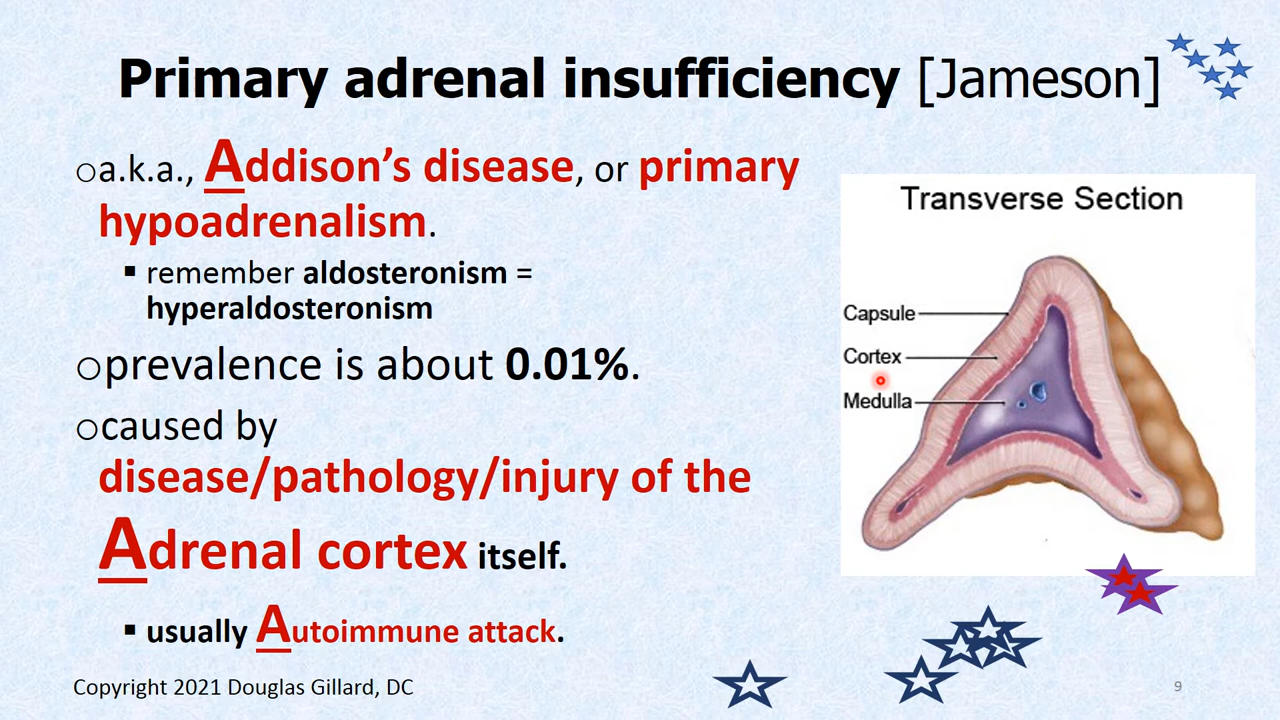 Primary adrenal insufficiency [Jameson]
○a.k.a., Addison’s disease, or primary
hypoadrenalism.
▪ remember aldosteronism =
hyperaldosteronism
○prevalence is about 0.01%.
○caused by
disease/pathology/injury of the
Adrenal cortex itself.
▪ usually Autoimmune attack.
Transverse Section
Capsule
Cortex
Medulla
Copyright 2021 Douglas Gillard, DC
9